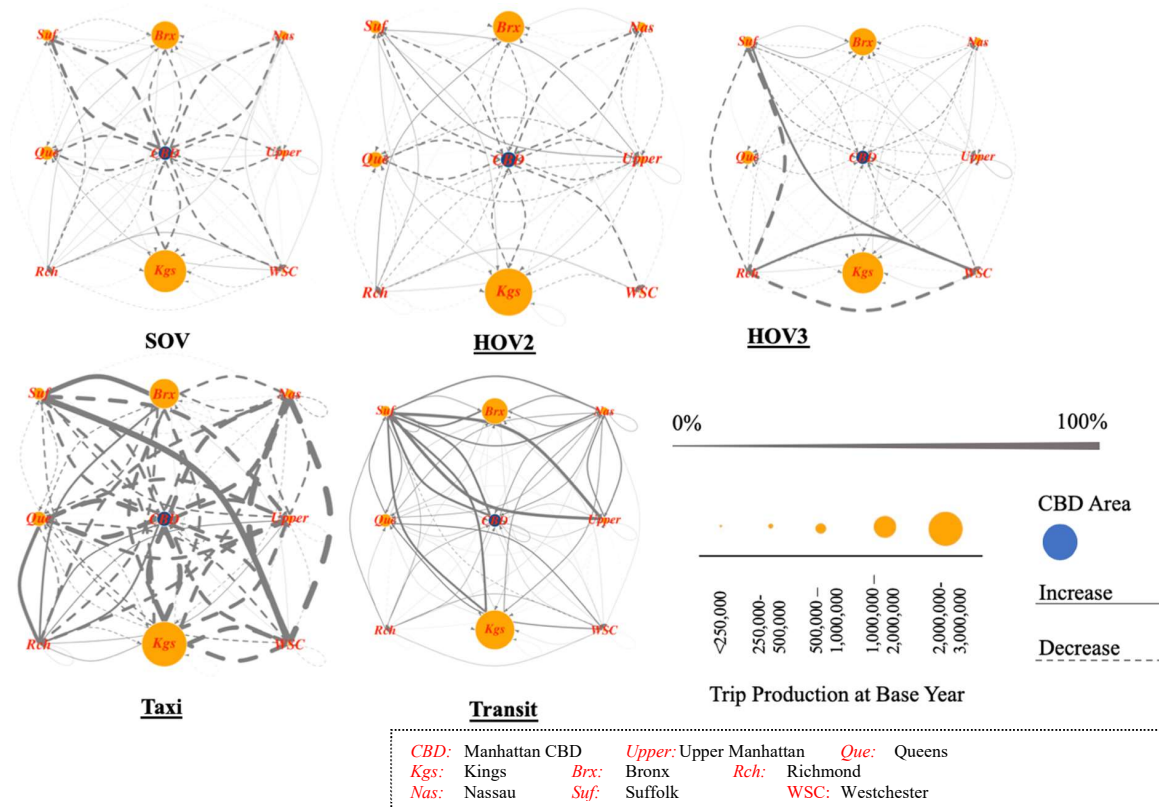 Suf Brx Nas
Que CBD Upper
Rch Kgs WSC
SOV
Suf Brx Nas
Que CBD Upper
Rch Kgs WSC
HOV2
Suf Brx Nas
Que CBD Upper
Rch Kgs WSC
HOV3
Suf Brx Nas
Que CBD Upper
Rch Kgs WSC
Taxi
Suf Brx Nas
Que CBD Upper
Rch Kgs WSC
Transit
0% 100%
<250,000
250,000-
500,000
500,000 –
1,000,000
1,000,000 –
2,000,000
2,000,000-
3,000,000
Trip Production at Base Year
CBD Area
Increase
Decrease
CBD: Manhattan CBD Upper: Upper Manhattan Que: Queens
Kgs: Kings Brx: Bronx Rch: Richmond
Nas: Nassau Suf: Suffolk WSC: Westchester